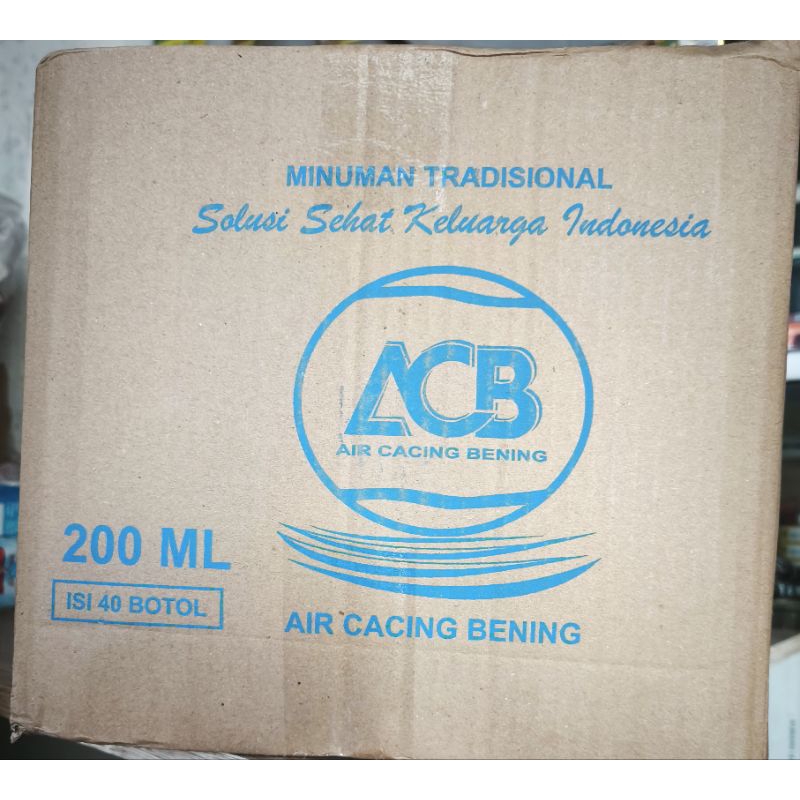 MINUMAN TRADISIONAL
Solusi Sehat Keluarga Indonesia
ACB
AIR CACING BENING
200 ML
ISI 40 BOTOL
AIR CACING BENING